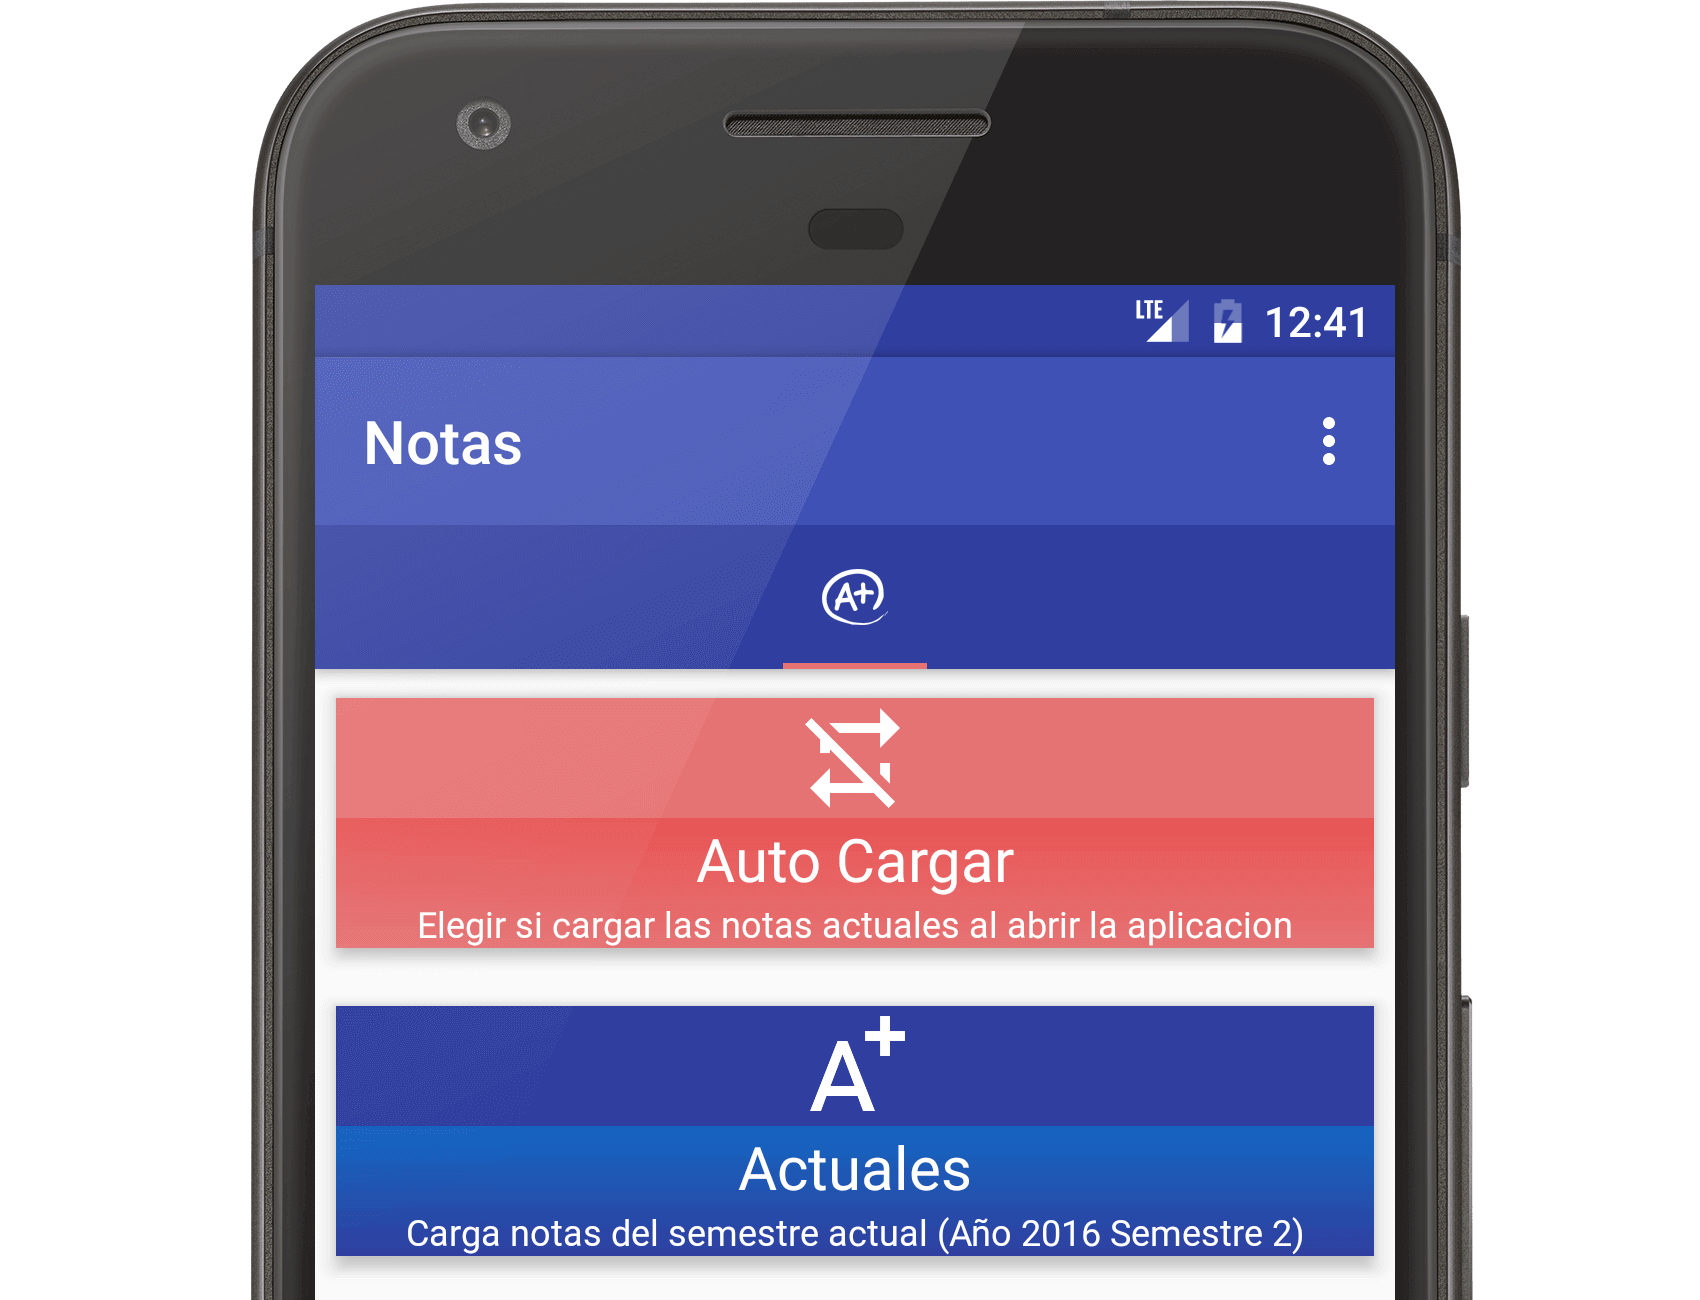 LTE 12:41
Notas
A+
Auto Cargar
Elegir si cargar las notas actuales al abrir la aplicacion
A+
Actuales
Carga notas del semestre actual (Año 2016 Semestre 2)